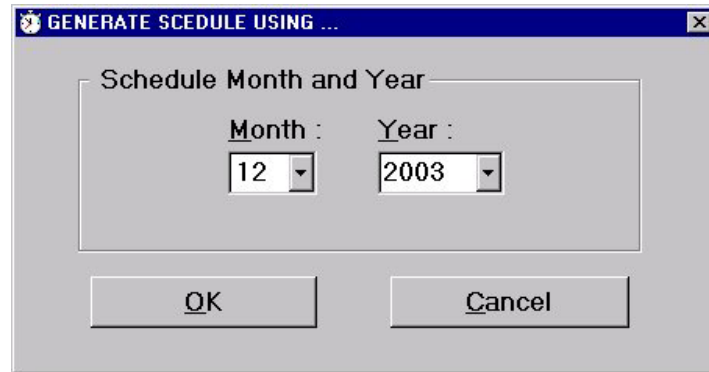 GENERATE SCEDULE USING ...
Schedule Month and Year
Month : Year :
12 2003
OK Cancel